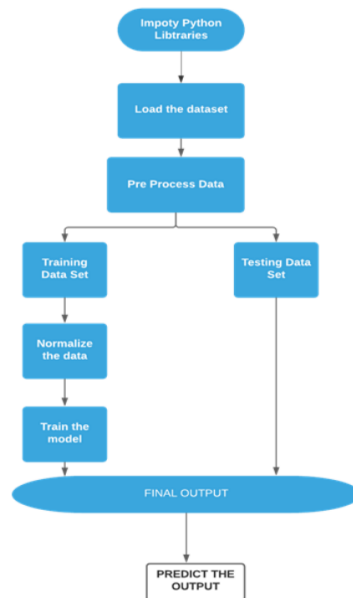 Impoty Python
Libtraries
Load the dataset
Pre Process Data
Training
Data Set
Testing Data
Set
Normalize
the data
Train the
model
FINAL OUTPUT
PREDICT THE
OUTPUT